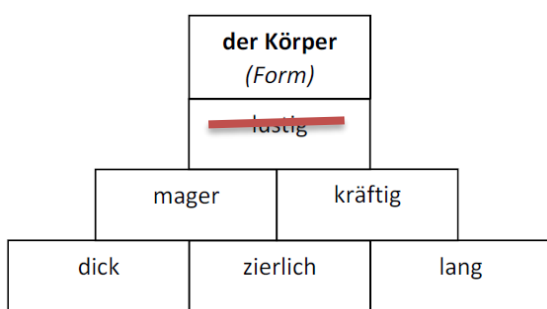 der Körper
(Form)
lustig
mager kräftig
dick zierlich lang